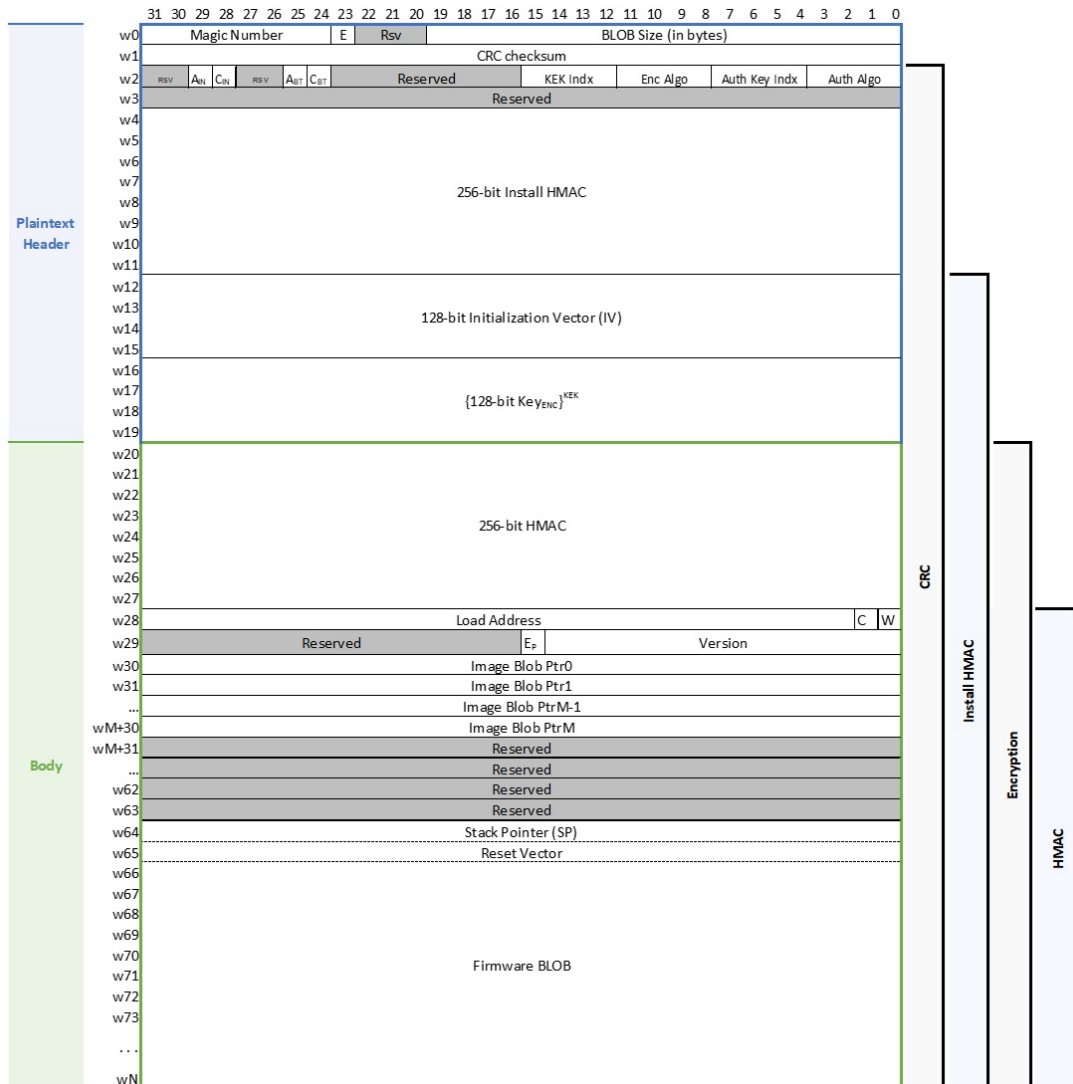 31 30 29 28 27 26 25 24 23 22 21 20 19 18 17 16 15 14 13 12 11 10 9 8 7 6 5 4 3 2 1 0
w0 Magic Number E Rsv BLOB Size (in bytes)
w1 CRC checksum
w2 RSV AIN CIN RSV ABT CBT Reserved KEK Indx Enc Algo Auth Key Indx Auth Algo
w3 Reserved
w4
w5
w6
w7
256-bit Install HMAC
w8
Plaintext
Header
w9
w10
w11
w12
w13
128-bit Initialization Vector (IV)
w14
w15
w16
w17
{128-bit KeyENC}KEK
w18
w19
w20
w21
w22
w23
256-bit HMAC
w24
w25
w26
w27
CRC
w28 Load Address C W
w29 Reserved EP Version
w30 Image Blob Ptr0
w31 Image Blob Ptr1
... Image Blob PtrM-1
wM+30 Image Blob PtrM
Install HMAC
wM+31 Reserved
Body
... Reserved
Encryption
w62 Reserved
w63 Reserved
w64 Stack Pointer (SP)
HMAC
w65 Reset Vector
w66
w67
w68
w69
w70
Firmware BLOB
w71
w72
w73
...
wN